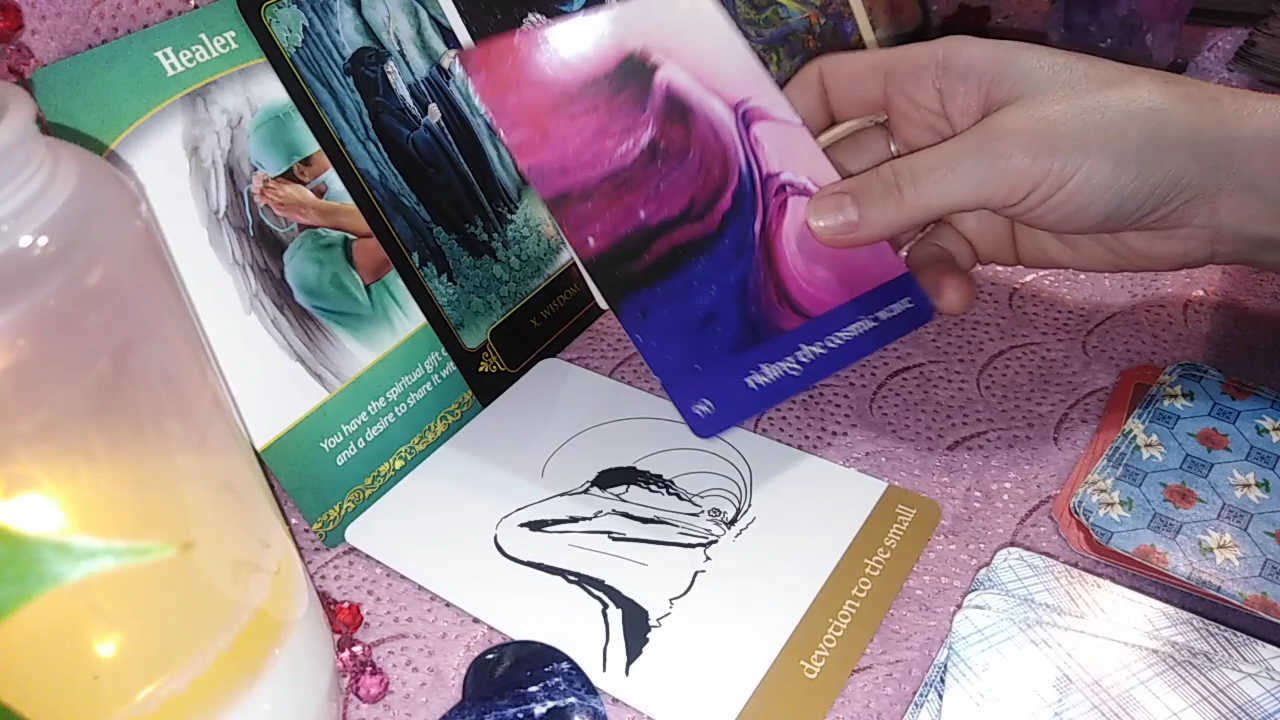 Healer
You have the spiritual gift
and a desire to share it
X. WISDOM
riding the cosmic wave
devotion to the small